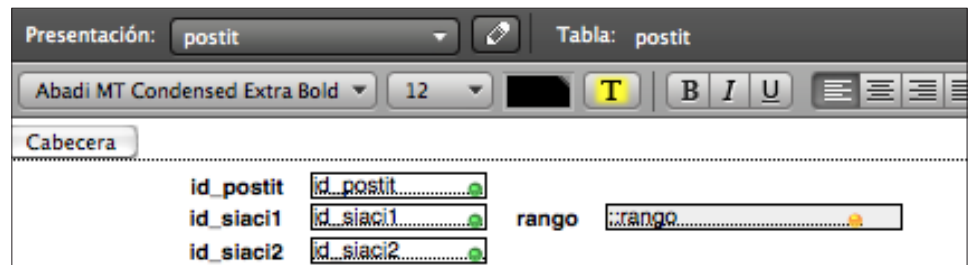 Presentación: postit Tabla: postit
Abadi MT Condensed Extra Bold 12 T B I U
Cabecera
id_postit id_postit
id_siaci1 id_siaci1 rango ::rango
id_siaci2 id_siaci2